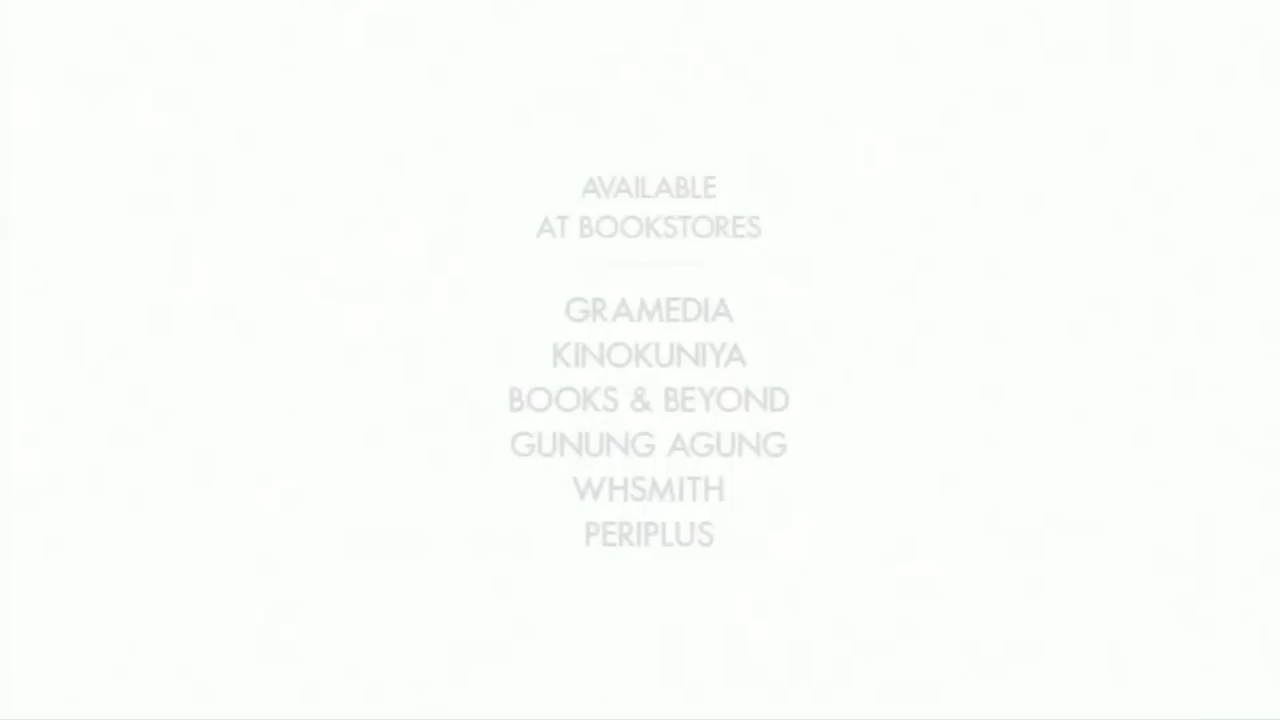 AVAILABLE
AT BOOKSTORES
GRAMEDIA
KINOKUNIYA
BOOKS & BEYOND
GUNUNG AGUNG
WHSMITH
PERIPLUS